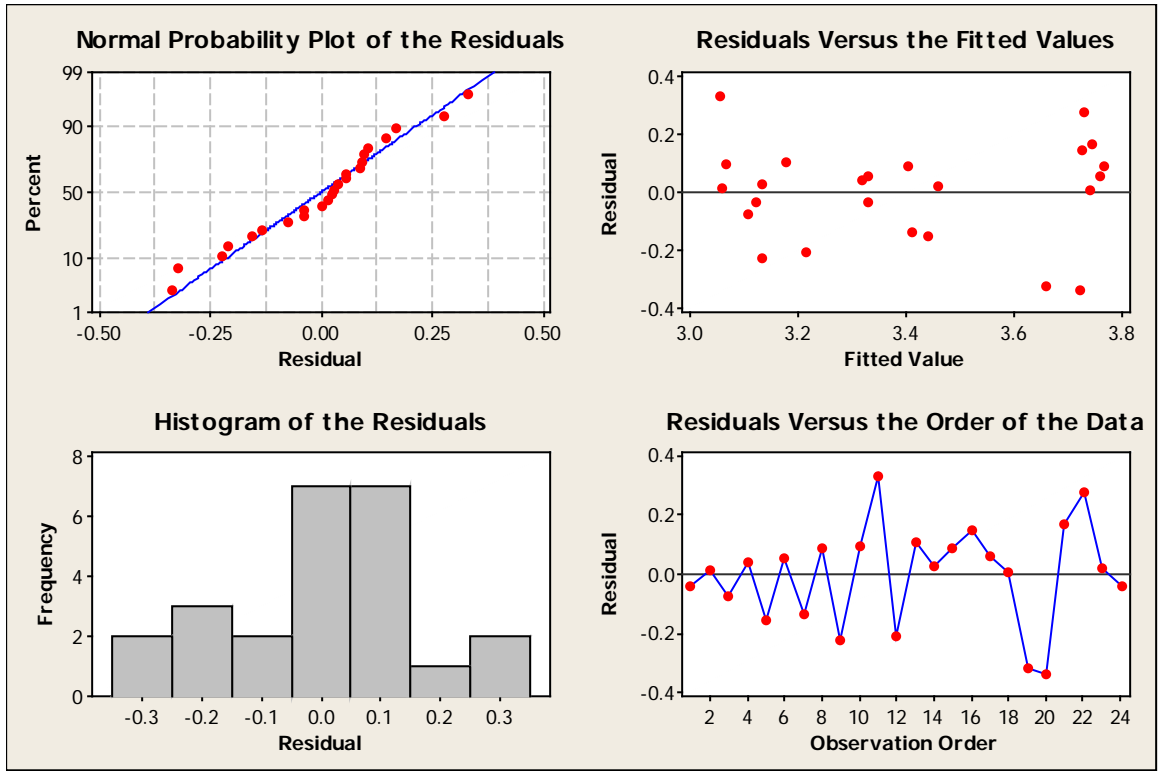 Normal Probability Plot of the Residuals
99
90
50
10
1
Percent
-0.50 -0.25 0.00 0.25 0.50
Residual
Residuals Versus the Fitted Values
0.4
0.2
0.0
-0.2
-0.4
Residual
3.0 3.2 3.4 3.6 3.8
Fitted Value
Histogram of the Residuals
8
6
4
2
0
Frequency
-0.3 -0.2 -0.1 0.0 0.1 0.2 0.3
Residual
Residuals Versus the Order of the Data
0.4
0.2
0.0
-0.2
-0.4
Residual
2 4 6 8 10 12 14 16 18 20 22 24
Observation Order